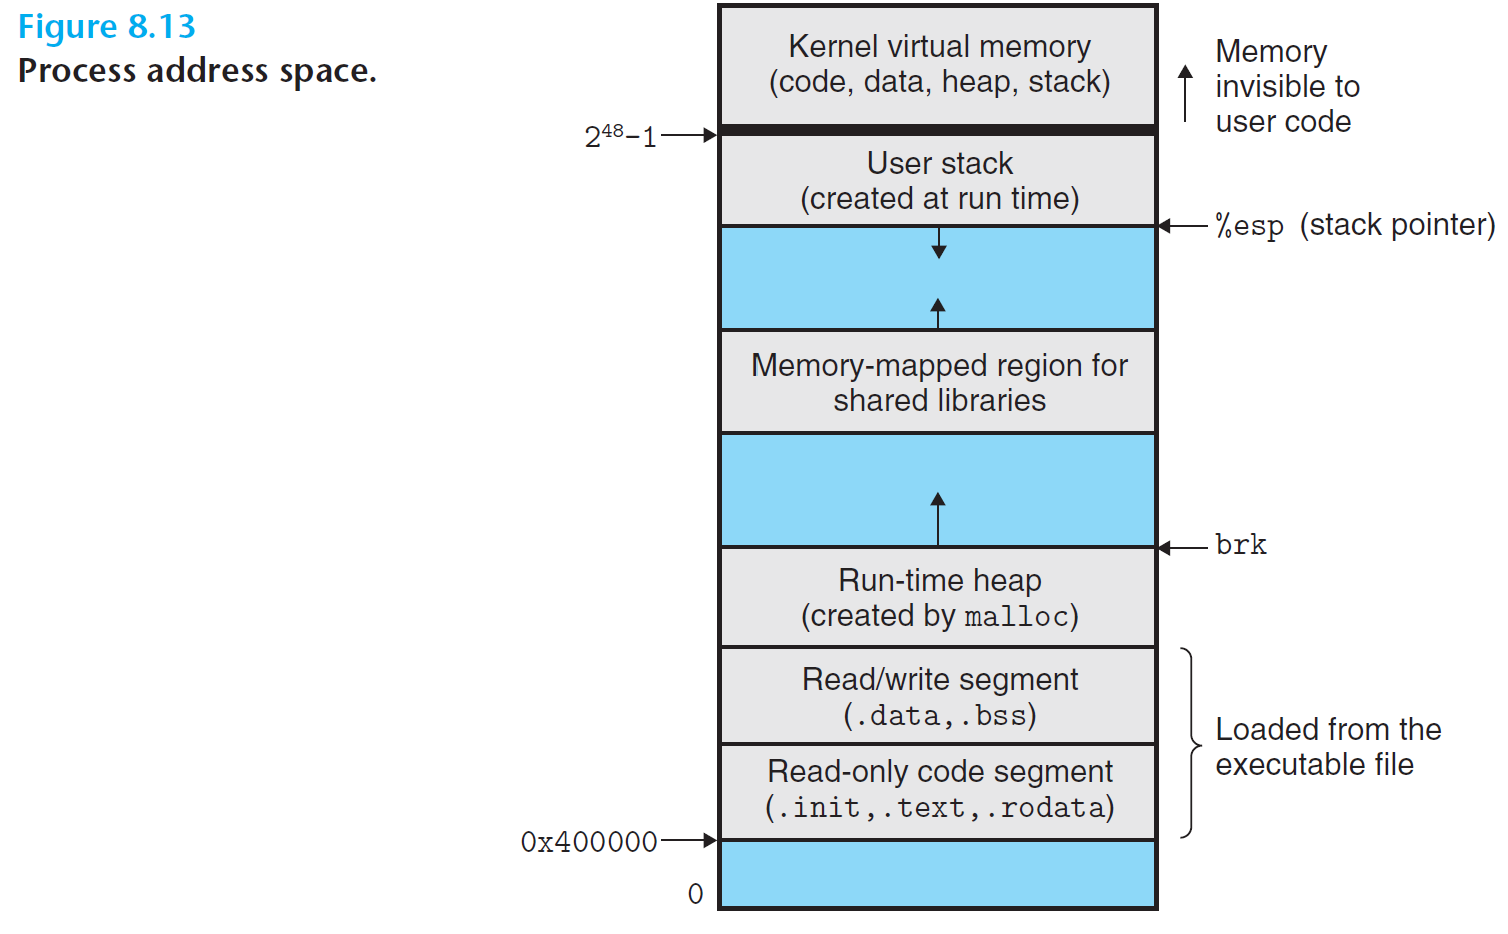 Figure 8.13
Process address space.
Kernel virtual memory
(code, data, heap, stack)
Memory
invisible to
user code
2⁴⁸−1
User stack
(created at run time)
%esp (stack pointer)
Memory-mapped region for
shared libraries
brk
Run-time heap
(created by malloc)
Read/write segment
(.data,.bss)
Loaded from the
executable file
Read-only code segment
(.init,.text,.rodata)
0x400000
0